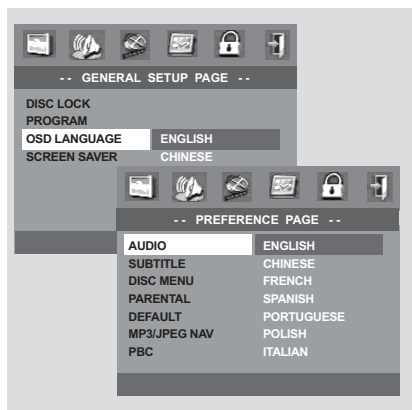 -- GENERAL SETUP PAGE --
DISC LOCK
PROGRAM
OSD LANGUAGE ENGLISH
SCREEN SAVER CHINESE
-- PREFERENCE PAGE --
AUDIO ENGLISH
SUBTITLE CHINESE
DISC MENU FRENCH
PARENTAL SPANISH
DEFAULT PORTUGUESE
MP3/JPEG NAV POLISH
PBC ITALIAN